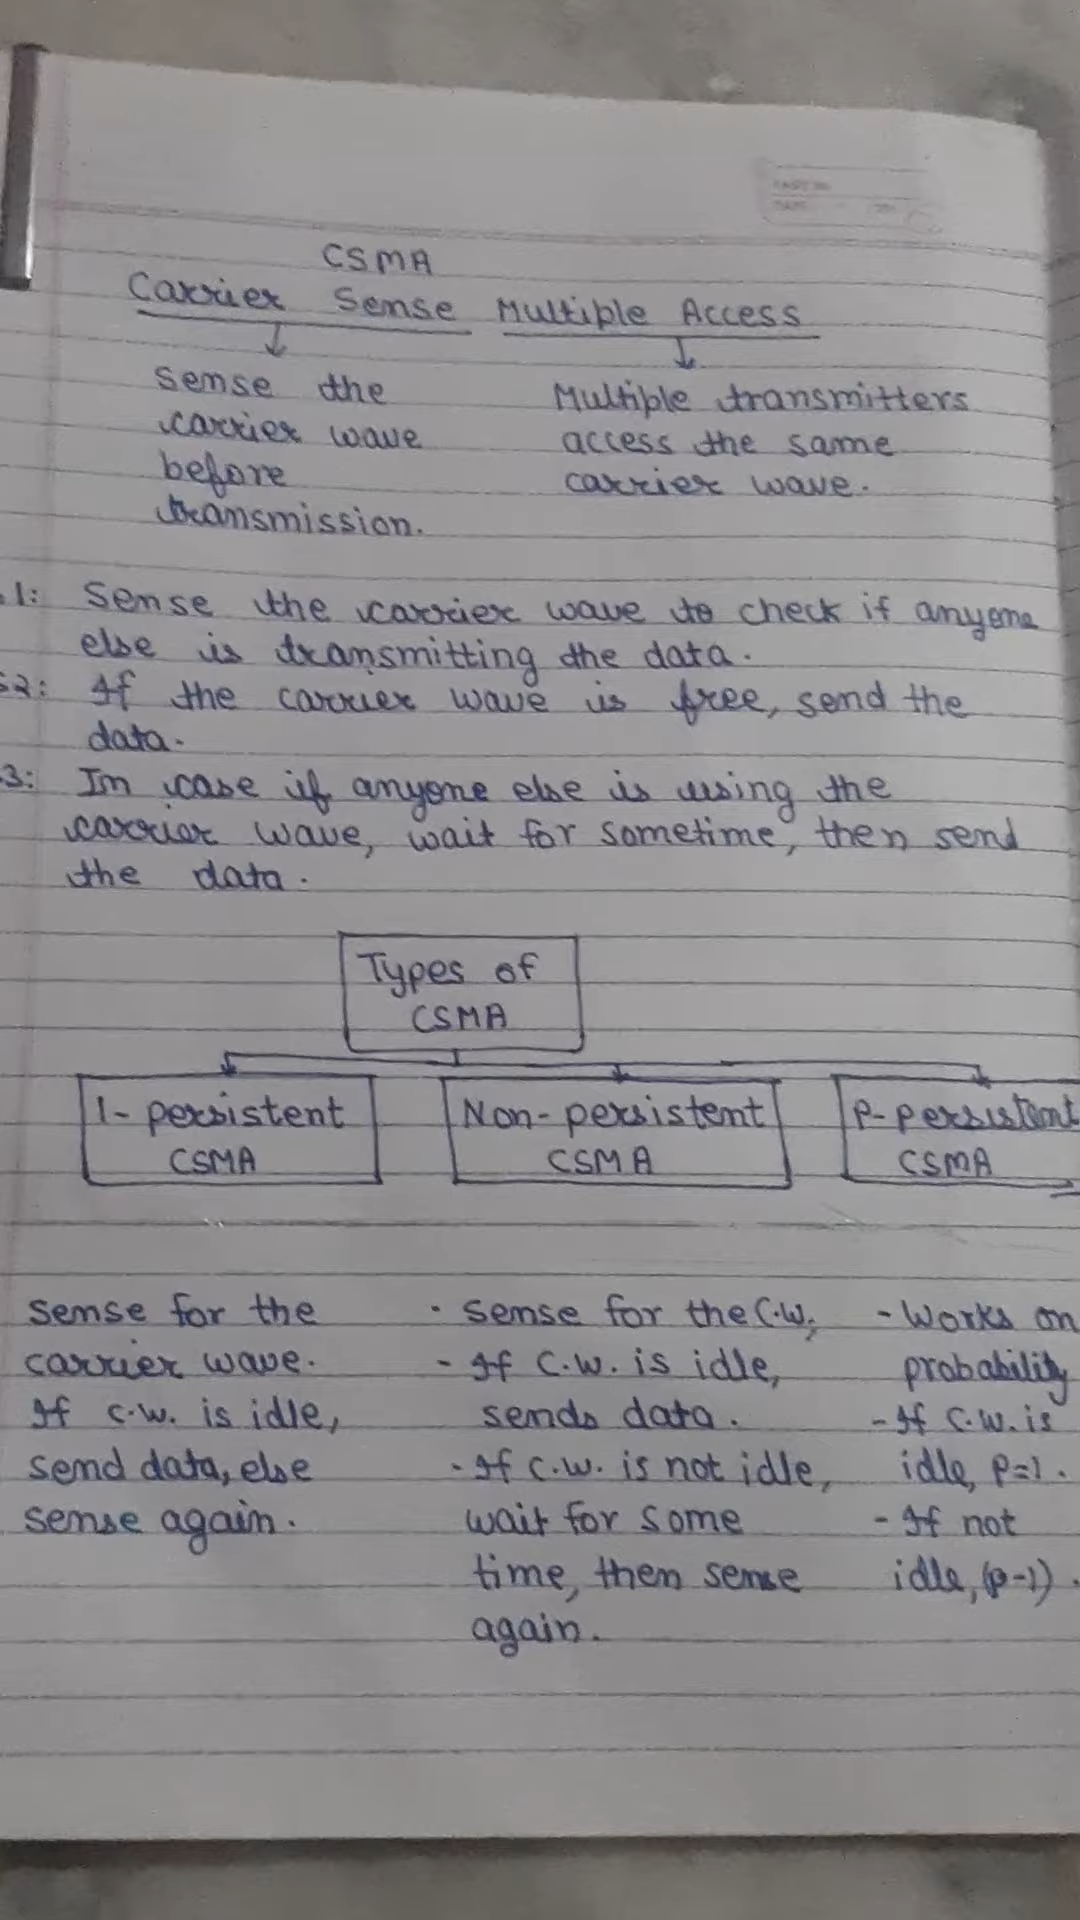 CSMA
Carrier Sense Multiple Access
Sense the
carrier wave
before
transmission.
Multiple transmitters
access the same
carrier wave.
1: Sense the carrier wave to check if anyone
else is transmitting the data.
2: If the carrier wave is free, send the
data.
3: In case if anyone else is using the
carrier wave, wait for sometime, then send
the data.
Types of
CSMA
1-persistent
CSMA
Non-persistent
CSMA
P-persistent
CSMA
Sense for the
carrier wave.
If c.w. is idle,
send data, else
sense again.
· Sense for the C.W.
- If C.W. is idle,
sends data.
- If C.W. is not idle,
wait for some
time, then sense
again.
- Works on
probability
- If C.W. is
idle, P=1.
- If not
idle, (p-1).